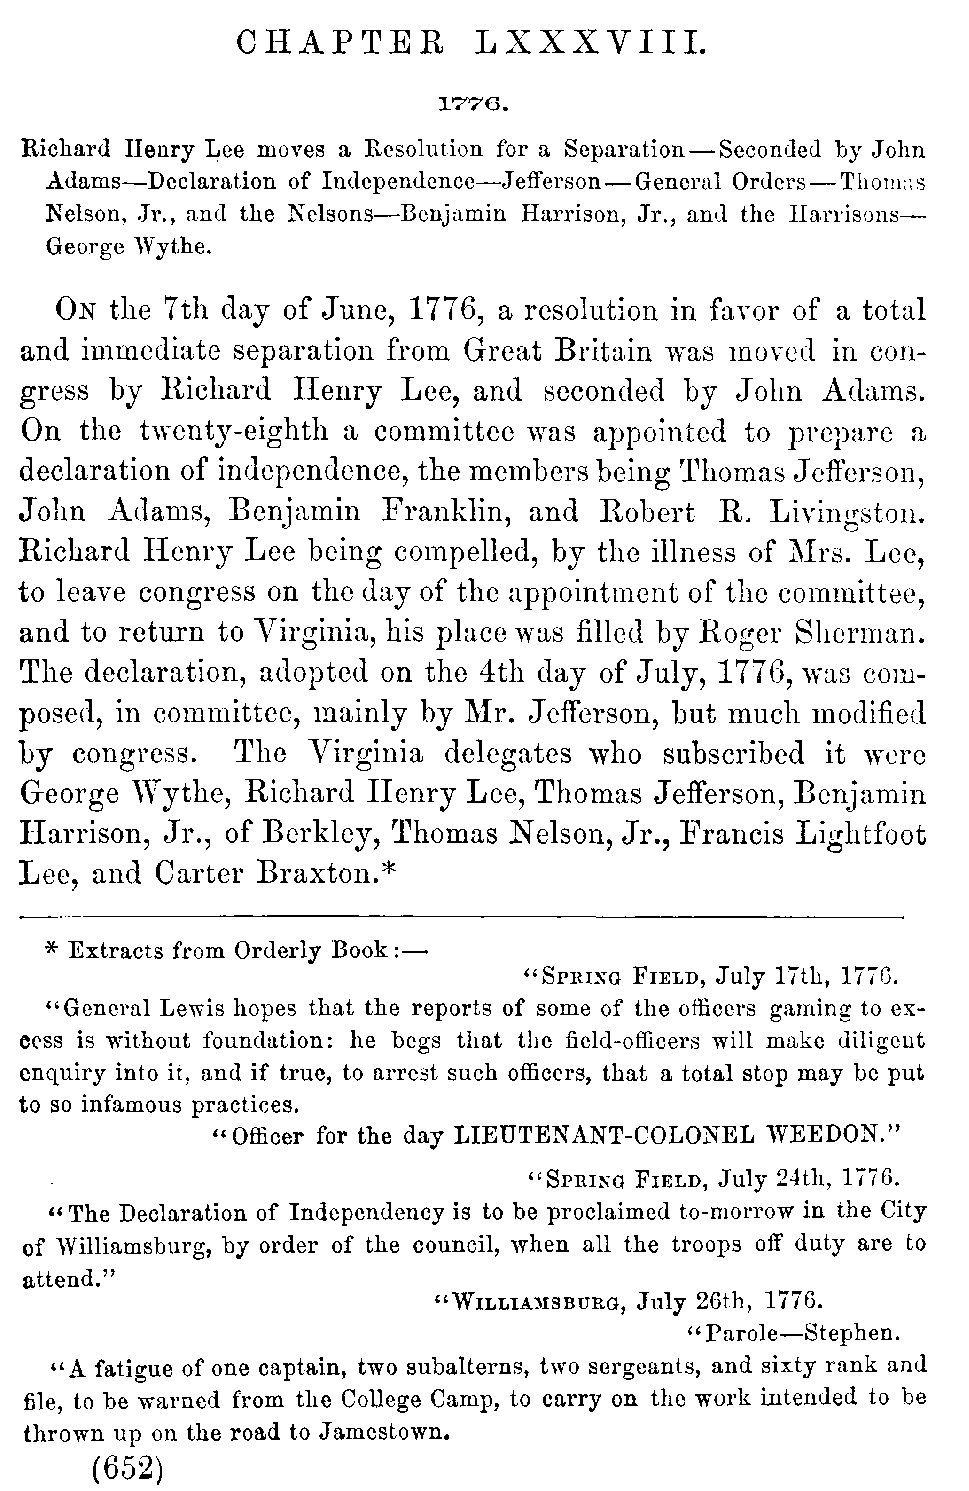 CHAPTER LXXXVIII.
1776.
Richard Henry Lee moves a Resolution for a Separation—Seconded by John
Adams—Declaration of Independence—Jefferson—General Orders—Thomas
Nelson, Jr., and the Nelsons—Benjamin Harrison, Jr., and the Harrisons—
George Wythe.
ON the 7th day of June, 1776, a resolution in favor of a total
and immediate separation from Great Britain was moved in con-
gress by Richard Henry Lee, and seconded by John Adams.
On the twenty-eighth a committee was appointed to prepare a
declaration of independence, the members being Thomas Jefferson,
John Adams, Benjamin Franklin, and Robert R. Livingston.
Richard Henry Lee being compelled, by the illness of Mrs. Lee,
to leave congress on the day of the appointment of the committee,
and to return to Virginia, his place was filled by Roger Sherman.
The declaration, adopted on the 4th day of July, 1776, was com-
posed, in committee, mainly by Mr. Jefferson, but much modified
by congress. The Virginia delegates who subscribed it were
George Wythe, Richard Henry Lee, Thomas Jefferson, Benjamin
Harrison, Jr., of Berkley, Thomas Nelson, Jr., Francis Lightfoot
Lee, and Carter Braxton.*
* Extracts from Orderly Book:—
"SPRING FIELD, July 17th, 1776.
"General Lewis hopes that the reports of some of the officers gaming to ex-
cess is without foundation: he begs that the field-officers will make diligent
enquiry into it, and if true, to arrest such officers, that a total stop may be put
to so infamous practices.
"Officer for the day LIEUTENANT-COLONEL WEEDON."
"SPRING FIELD, July 24th, 1776.
"The Declaration of Independency is to be proclaimed to-morrow in the City
of Williamsburg, by order of the council, when all the troops off duty are to
attend."
"WILLIAMSBURG, July 26th, 1776.
"Parole—Stephen.
"A fatigue of one captain, two subalterns, two sergeants, and sixty rank and
file, to be warned from the College Camp, to carry on the work intended to be
thrown up on the road to Jamestown.
(652)